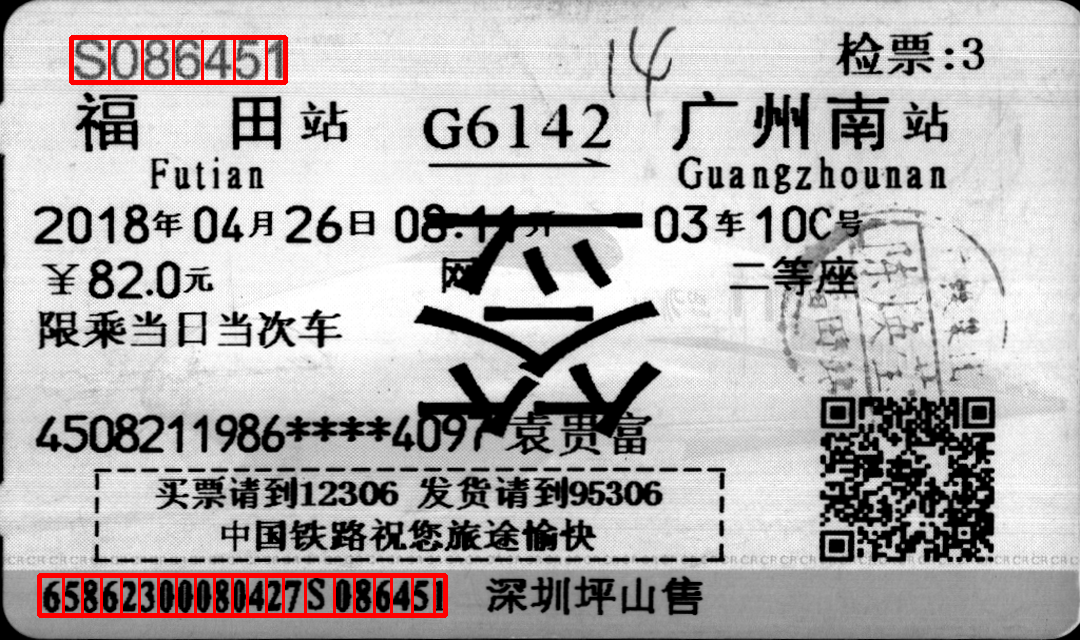 S086451
14
检票:3
福田站 G6142 广州南站
Futian Guangzhounan
2018年04月26日 08:11开 03车10C号
¥82.0元 网 二等座
限乘当日当次车
签
4508211986****4097 袁贵富
买票请到12306 发货请到95306
中国铁路祝您旅途愉快
65862300080427S 086451 深圳坪山售